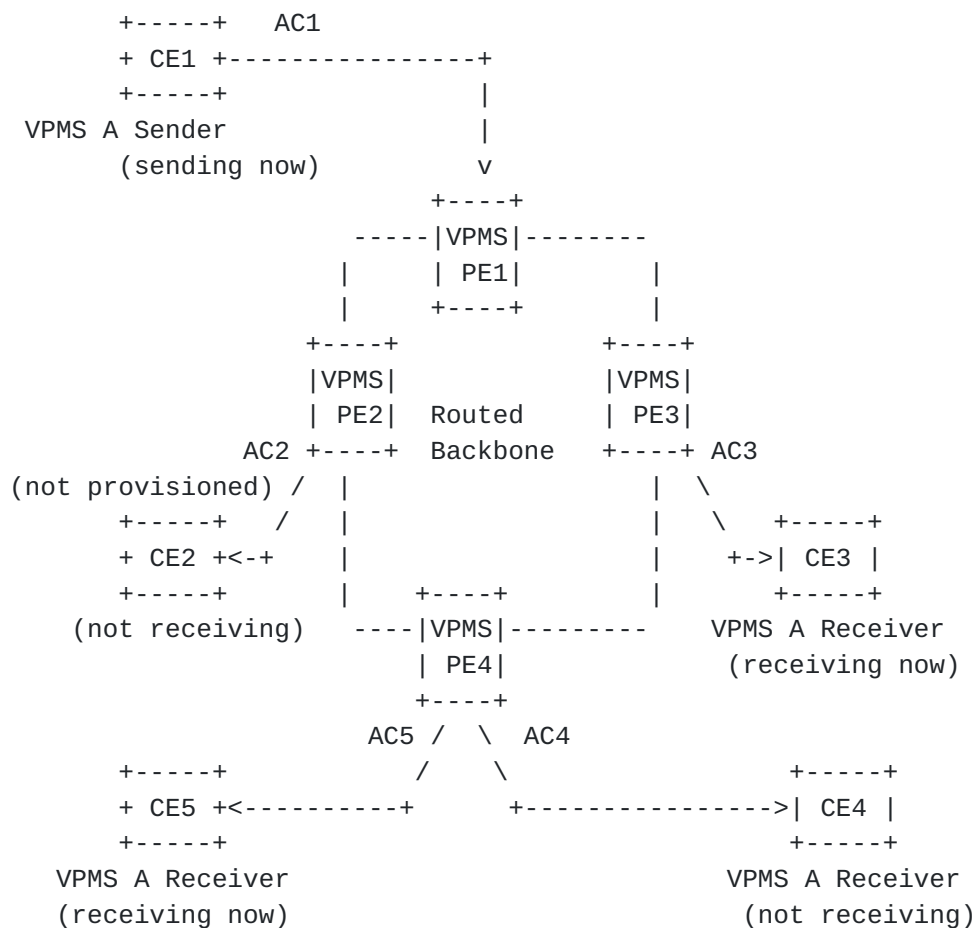 +-----+   AC1
+ CE1 +----------------+
+-----+                |
VPMS A Sender                |
(sending now)          v
+----+
-----|VPMS|--------
|     | PE1|        |
|     +----+        |
+----+             +----+
|VPMS|             |VPMS|
| PE2|  Routed     | PE3|
AC2 +----+  Backbone   +----+ AC3
(not provisioned) /  |                   |  \
+-----+   /   |                   |   \   +-----+
+ CE2 +<-+    |                   |    +->| CE3 |
+-----+       |    +----+         |       +-----+
(not receiving)   ----|VPMS|---------    VPMS A Receiver
| PE4|              (receiving now)
+----+
AC5 /  \  AC4
+-----+            /    \                  +-----+
+ CE5 +<----------+      +---------------->| CE4 |
+-----+                                    +-----+
VPMS A Receiver                            VPMS A Receiver
(receiving now)                             (not receiving)